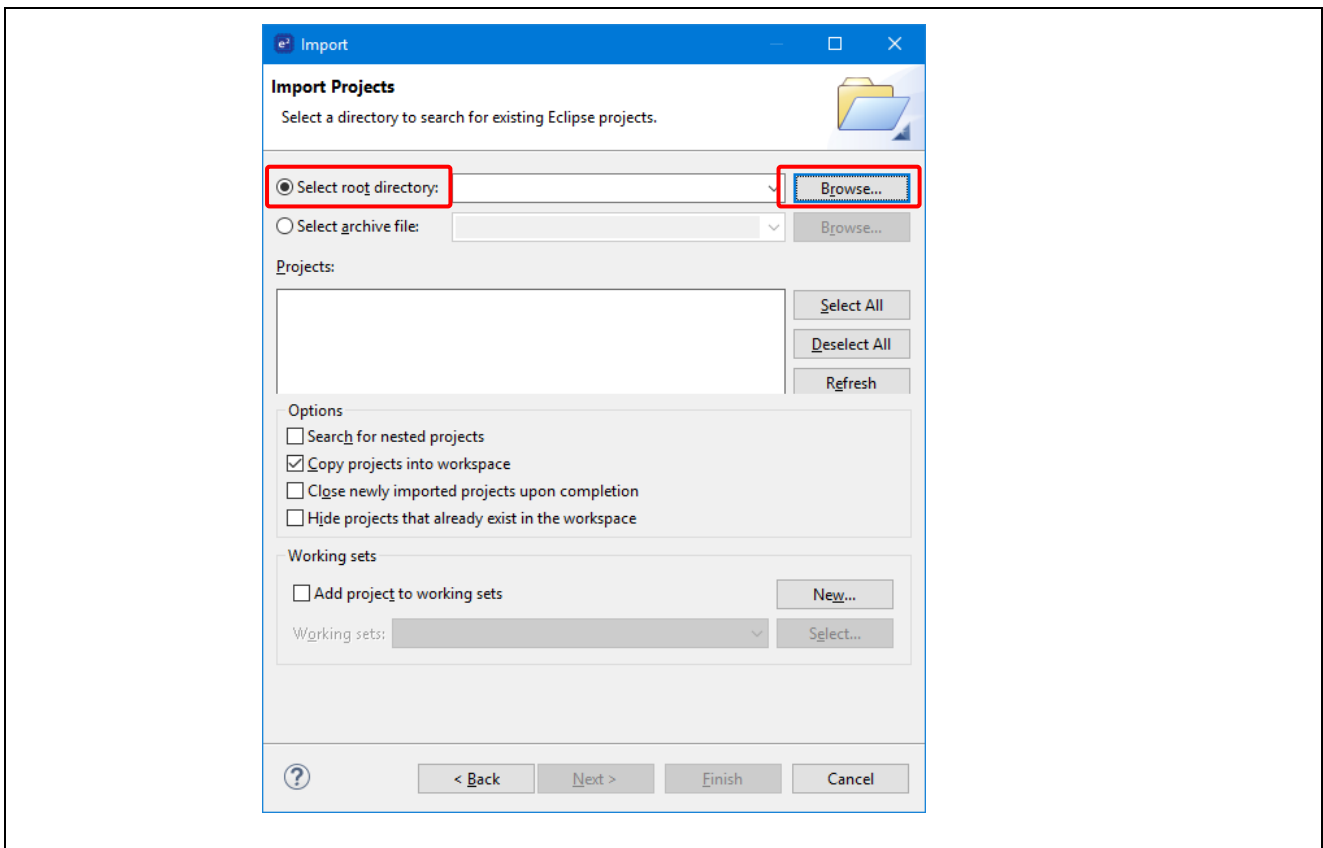 e² Import
Import Projects
Select a directory to search for existing Eclipse projects.
Select root directory: Browse...
Select archive file: Browse...
Projects:
Select All
Deselect All
Refresh
Options
Search for nested projects
Copy projects into workspace
Close newly imported projects upon completion
Hide projects that already exist in the workspace
Working sets
Add project to working sets New...
Working sets: Select...
? < Back Next > Finish Cancel